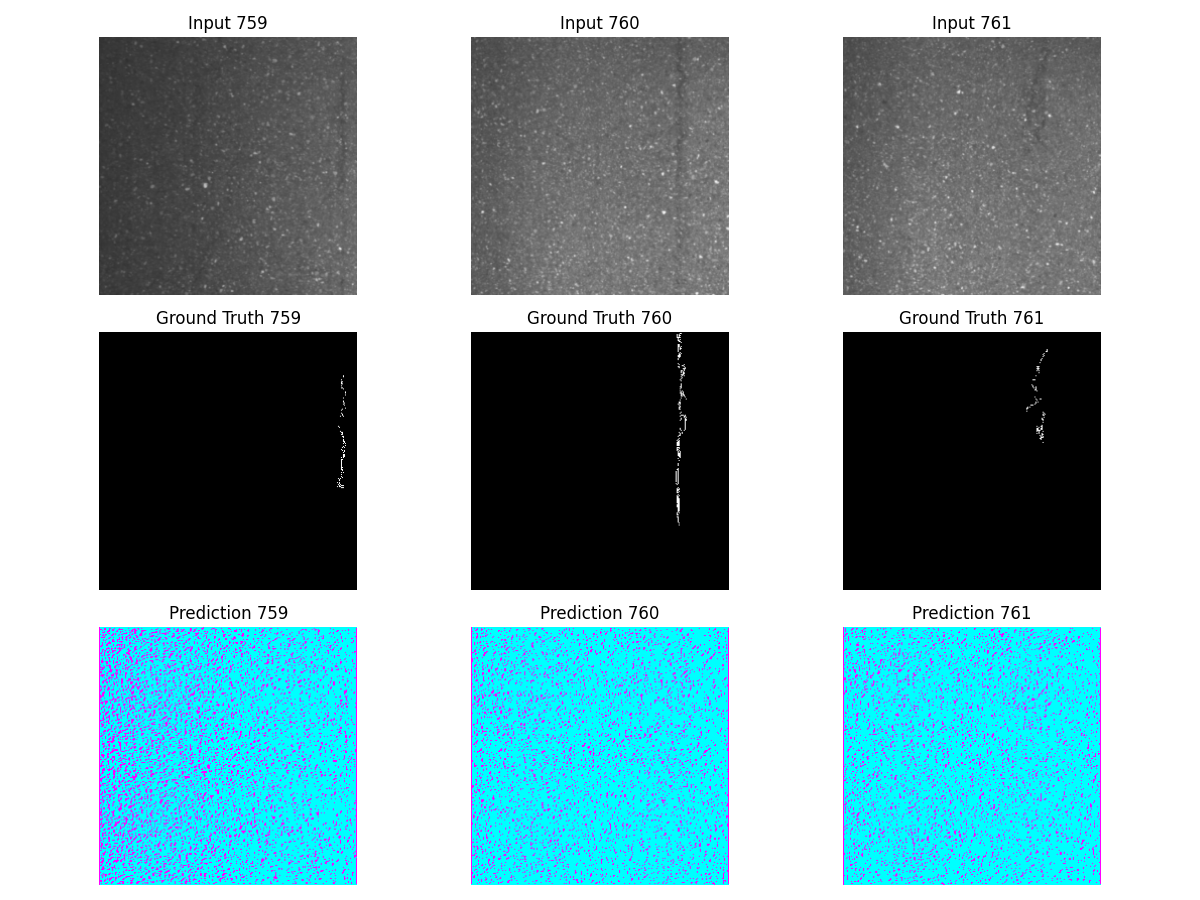 Input 759
Input 760
Input 761
Ground Truth 759
Ground Truth 760
Ground Truth 761
Prediction 759
Prediction 760
Prediction 761